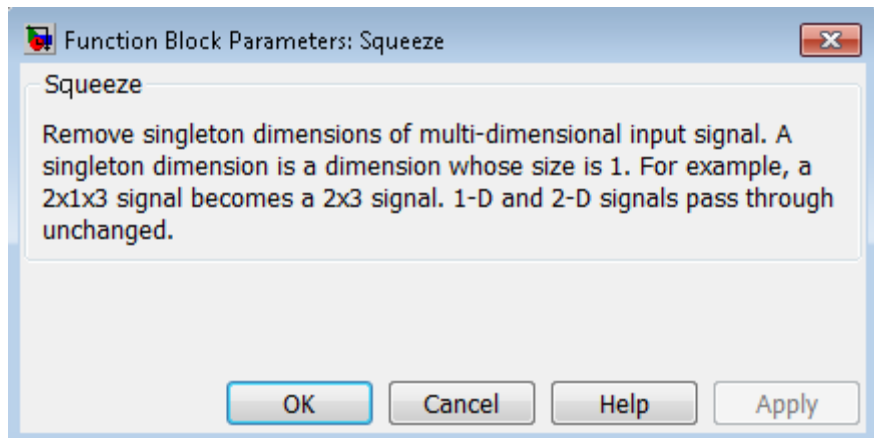 Function Block Parameters: Squeeze
Squeeze
Remove singleton dimensions of multi-dimensional input signal. A
singleton dimension is a dimension whose size is 1. For example, a
2x1x3 signal becomes a 2x3 signal. 1-D and 2-D signals pass through
unchanged.
OK Cancel Help Apply